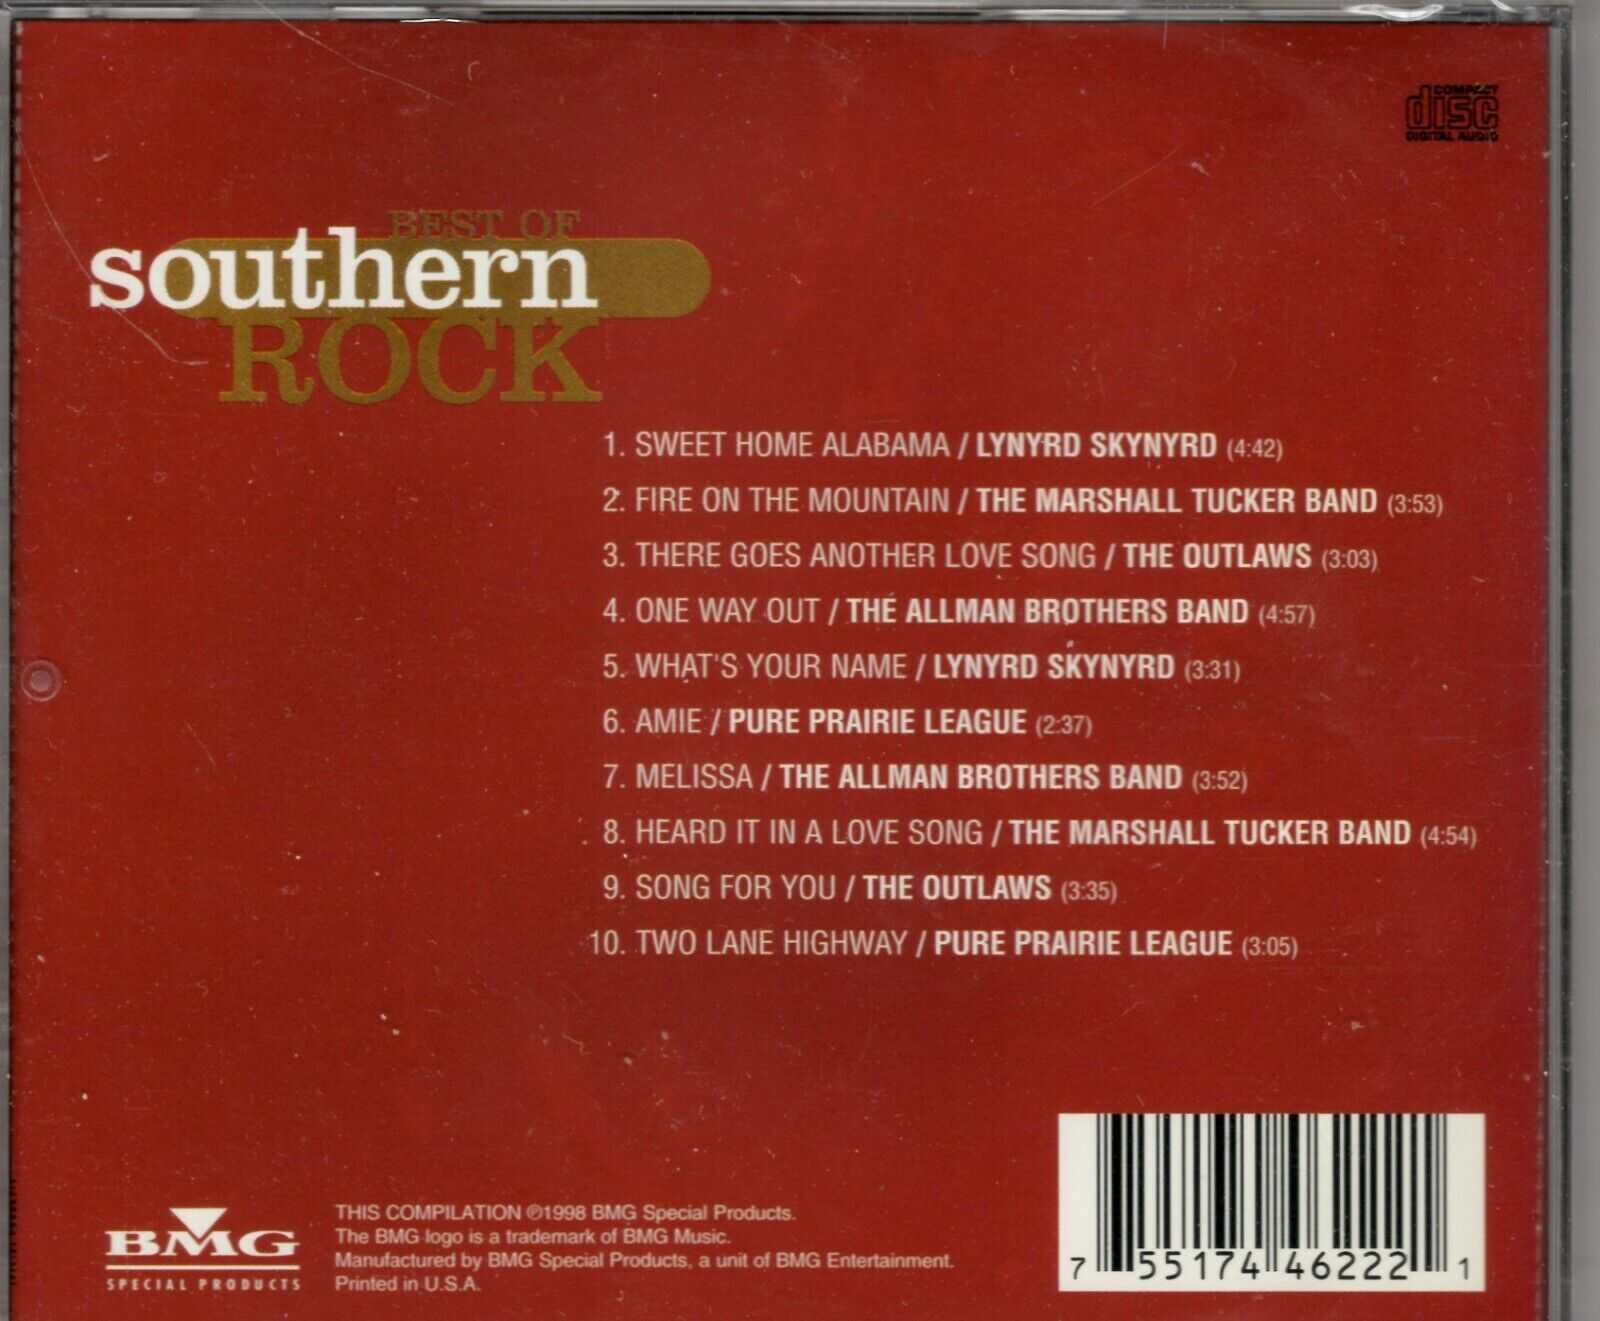 COMPACT
disc
DIGITAL AUDIO
BEST OF
southern
ROCK
1. SWEET HOME ALABAMA / LYNYRD SKYNYRD (4:42)
2. FIRE ON THE MOUNTAIN / THE MARSHALL TUCKER BAND (3:53)
3. THERE GOES ANOTHER LOVE SONG / THE OUTLAWS (3:03)
4. ONE WAY OUT / THE ALLMAN BROTHERS BAND (4:57)
5. WHAT'S YOUR NAME / LYNYRD SKYNYRD (3:31)
6. AMIE / PURE PRAIRIE LEAGUE (2:37)
7. MELISSA / THE ALLMAN BROTHERS BAND (3:52)
8. HEARD IT IN A LOVE SONG / THE MARSHALL TUCKER BAND (4:54)
9. SONG FOR YOU / THE OUTLAWS (3:35)
10. TWO LANE HIGHWAY / PURE PRAIRIE LEAGUE (3:05)
BMG
SPECIAL PRODUCTS
THIS COMPILATION ℗1998 BMG Special Products.
The BMG logo is a trademark of BMG Music.
Manufactured by BMG Special Products, a unit of BMG Entertainment.
Printed in U.S.A.
7 55174 46222 1